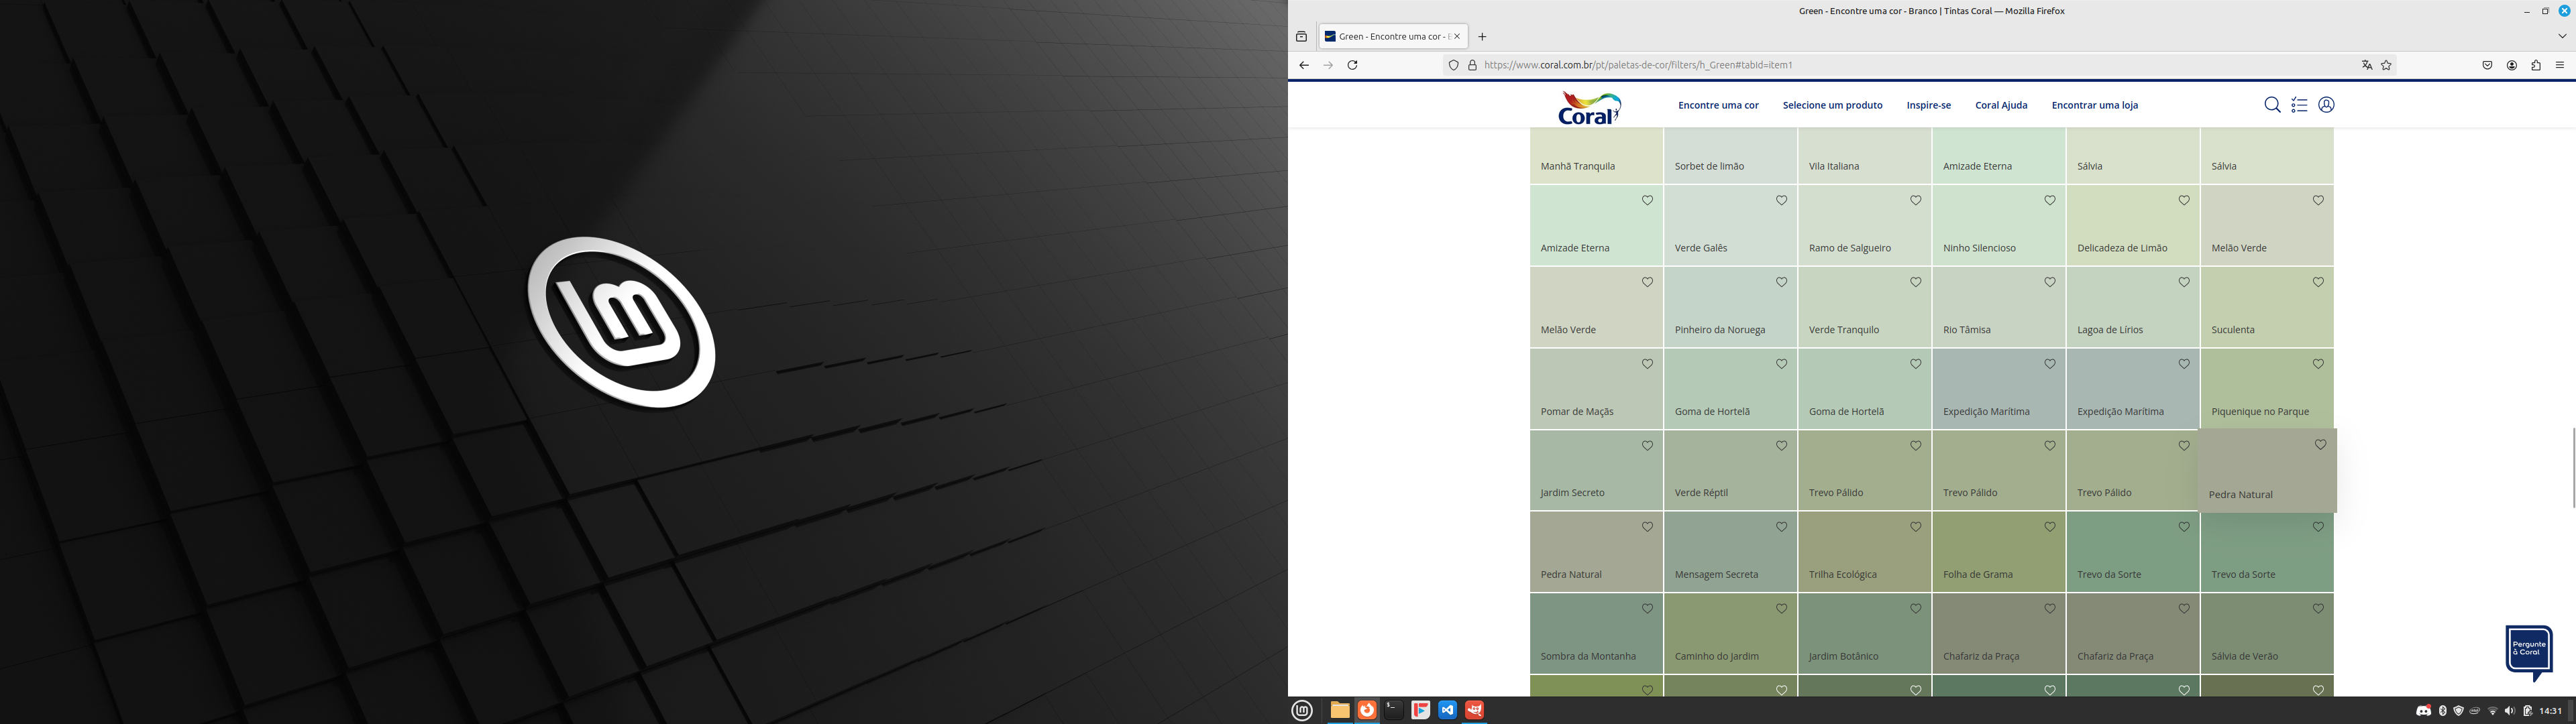 Green - Encontre uma cor - Branco | Tintas Coral — Mozilla Firefox
Green - Encontre uma cor - B
https://www.coral.com.br/pt/paletas-de-cor/filters/h_Green#tabId=item1
Coral
Encontre uma cor
Selecione um produto
Inspire-se
Coral Ajuda
Encontrar uma loja
Manhã Tranquila
Sorbet de limão
Vila Italiana
Amizade Eterna
Sálvia
Sálvia
Amizade Eterna
Verde Galês
Ramo de Salgueiro
Ninho Silencioso
Delicadeza de Limão
Melão Verde
Melão Verde
Pinheiro da Noruega
Verde Tranquilo
Rio Tâmisa
Lagoa de Lírios
Suculenta
Pomar de Maçãs
Goma de Hortelã
Goma de Hortelã
Expedição Marítima
Expedição Marítima
Piquenique no Parque
Jardim Secreto
Verde Réptil
Trevo Pálido
Trevo Pálido
Trevo Pálido
Pedra Natural
Pedra Natural
Mensagem Secreta
Trilha Ecológica
Folha de Grama
Trevo da Sorte
Trevo da Sorte
Sombra da Montanha
Caminho do Jardim
Jardim Botânico
Chafariz da Praça
Chafariz da Praça
Sálvia de Verão
Pergunte
à Coral
14:31